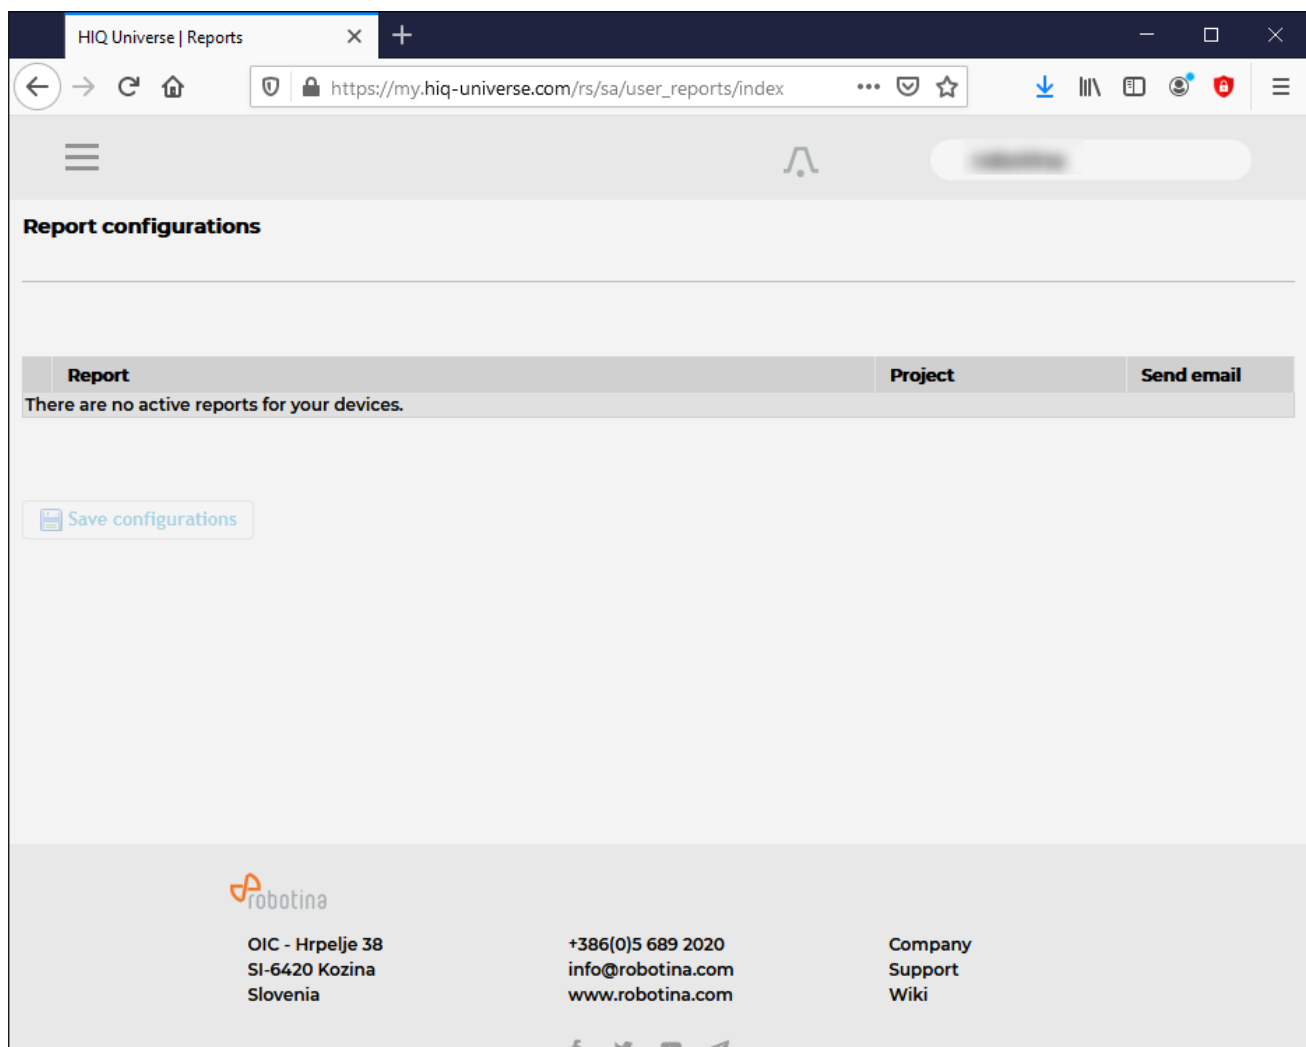 HIQ Universe | Reports
https://my.hiq-universe.com/rs/sa/user_reports/index
Report configurations
Report Project Send email
There are no active reports for your devices.
Save configurations
robotina
OIC - Hrpelje 38 +386(0)5 689 2020 Company
SI-6420 Kozina info@robotina.com Support
Slovenia www.robotina.com Wiki